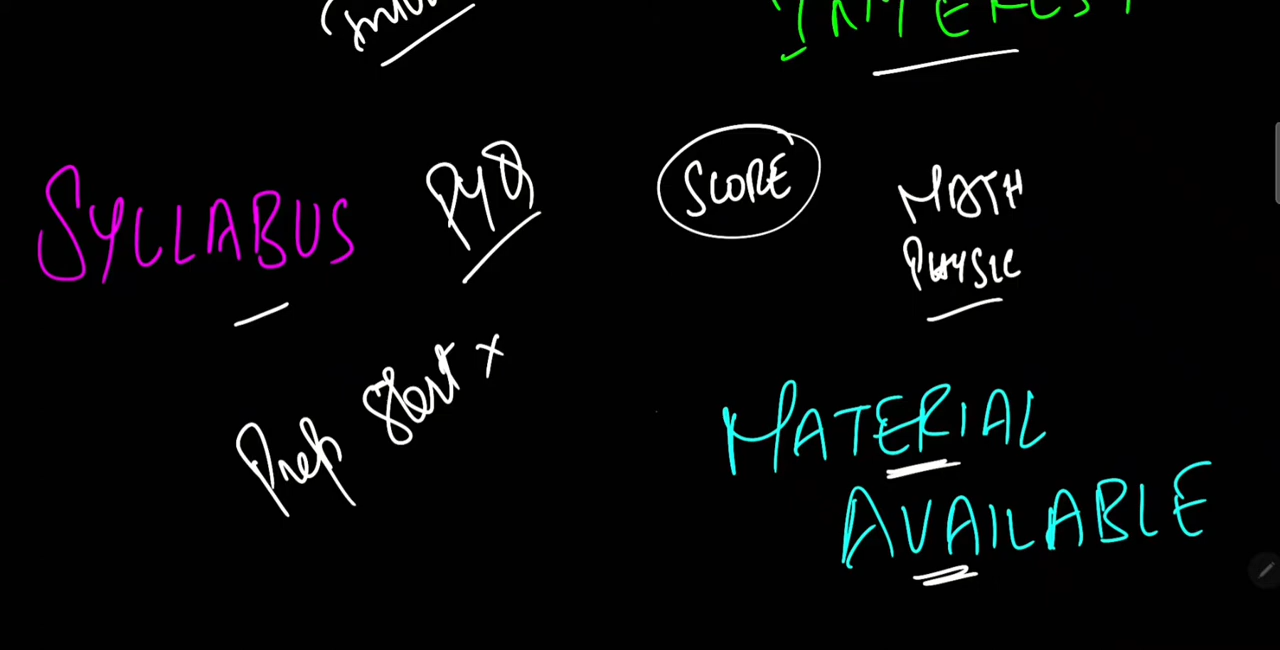 INTEREST
SYLLABUS
PYQ
SCORE
MATH
PHYSIC
Prep Start x
MATERIAL
AVAILABLE